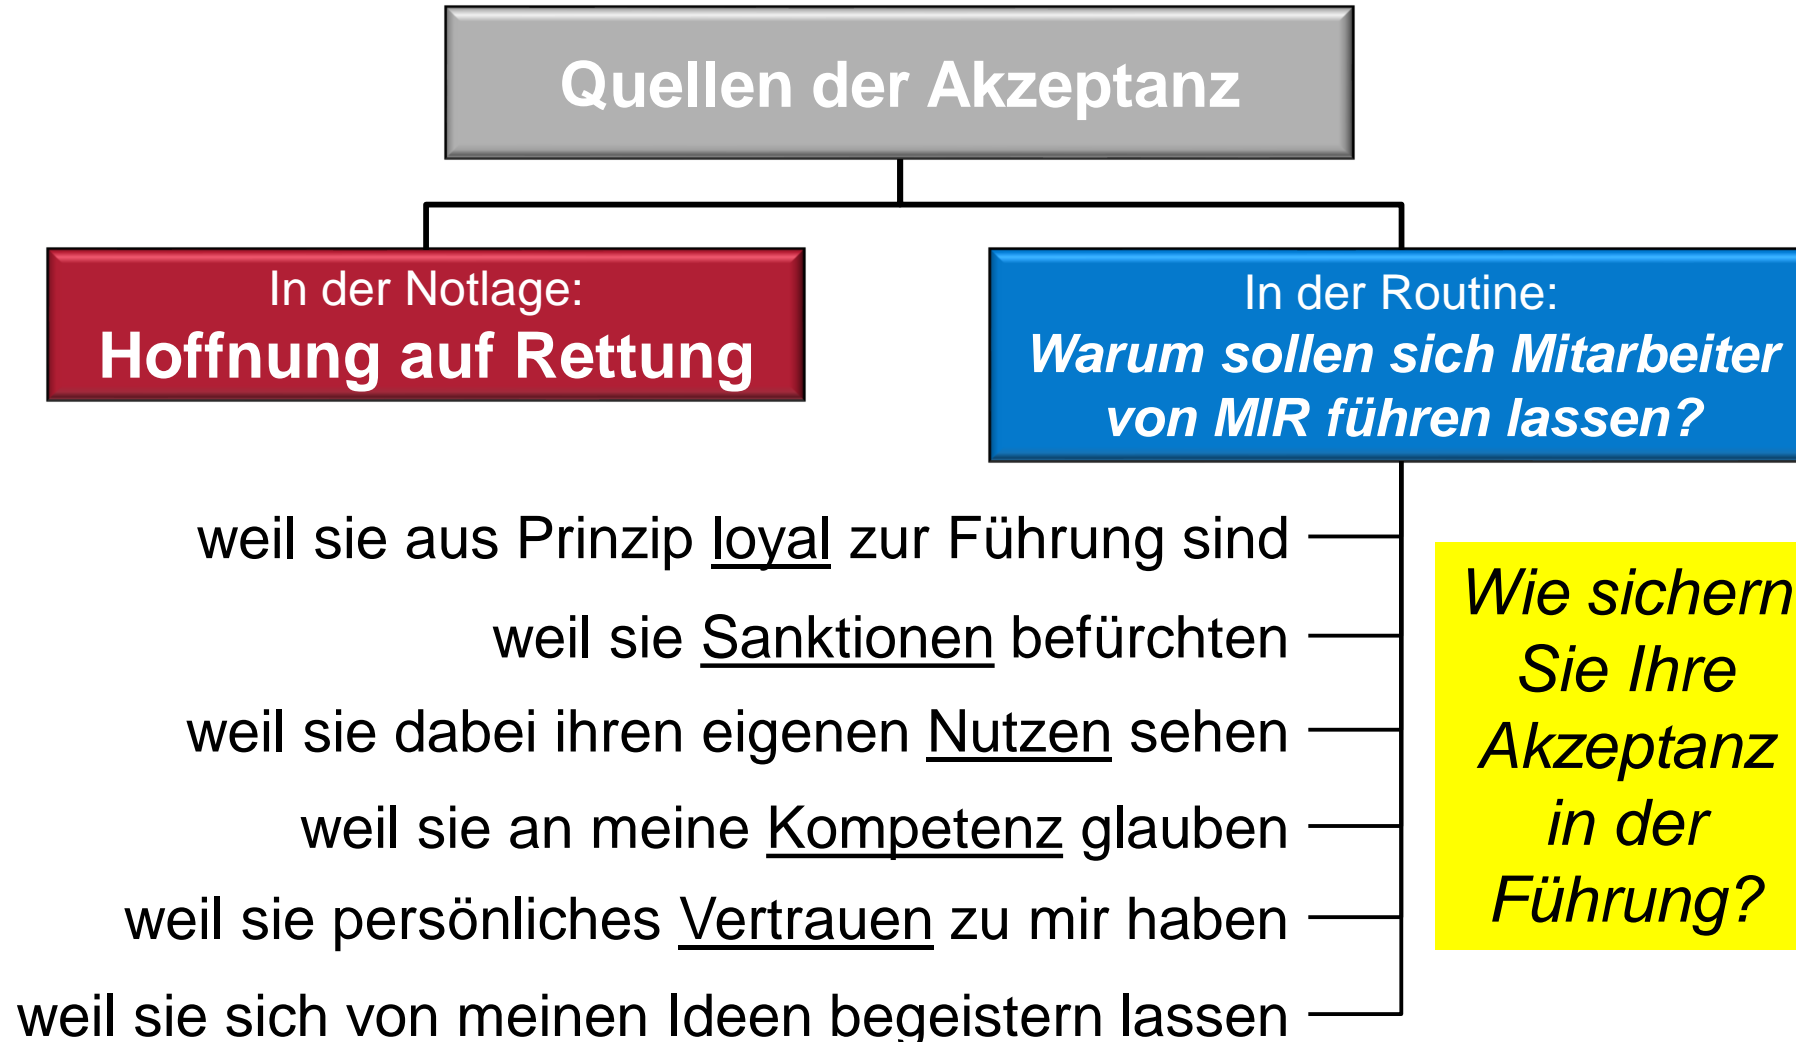 Quellen der Akzeptanz
In der Notlage:
Hoffnung auf Rettung
In der Routine:
Warum sollen sich Mitarbeiter
von MIR führen lassen?
weil sie aus Prinzip loyal zur Führung sind
weil sie Sanktionen befürchten
weil sie dabei ihren eigenen Nutzen sehen
weil sie an meine Kompetenz glauben
weil sie persönliches Vertrauen zu mir haben
weil sie sich von meinen Ideen begeistern lassen
Wie sichern
Sie Ihre
Akzeptanz
in der
Führung?